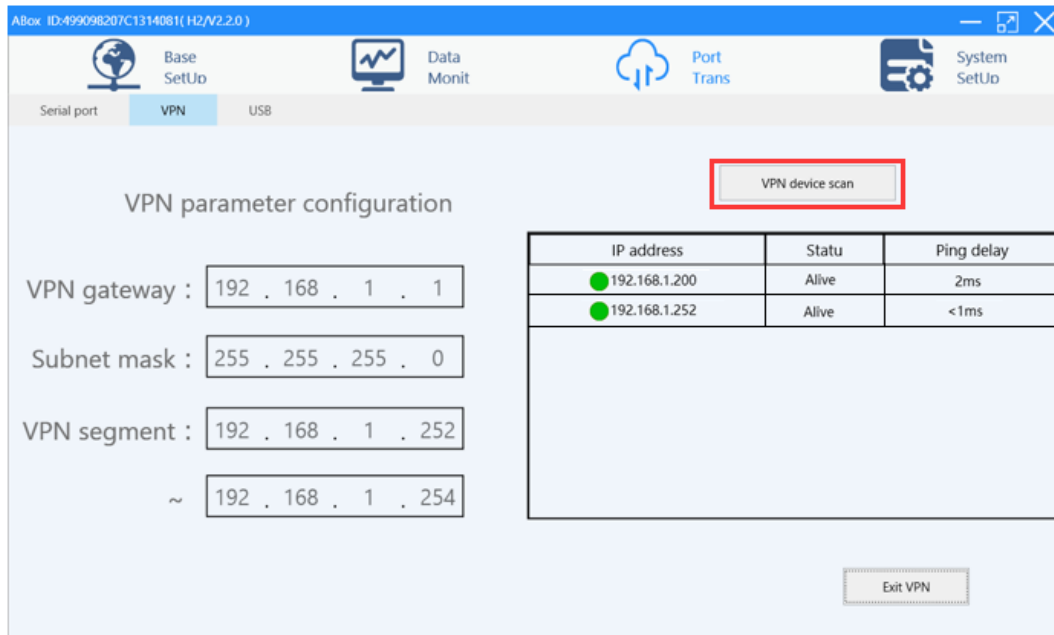 ABox ID:499098207C1314081( H2/V2.2.0 )
Base
SetUp
Data
Monit
Port
Trans
System
SetUp
Serial port VPN USB
VPN parameter configuration
VPN device scan
VPN gateway : 192 . 168 . 1 . 1
Subnet mask : 255 . 255 . 255 . 0
VPN segment : 192 . 168 . 1 . 252
~ 192 . 168 . 1 . 254
IP address Statu Ping delay
192.168.1.200 Alive 2ms
192.168.1.252 Alive <1ms
Exit VPN